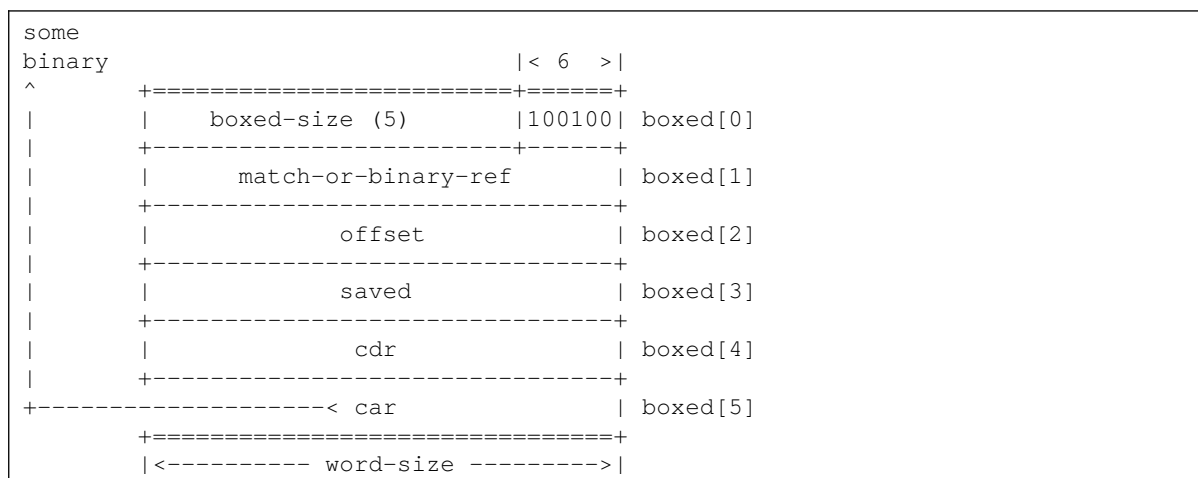 some
binary                            |< 6  >|
^       +=========================+======+
|       |    boxed-size (5)       |100100| boxed[0]
|       +-------------------------+------+
|       |      match-or-binary-ref       | boxed[1]
|       +--------------------------------+
|       |             offset             | boxed[2]
|       +--------------------------------+
|       |             saved              | boxed[3]
|       +--------------------------------+
|       |              cdr               | boxed[4]
|       +--------------------------------+
+--------------------< car               | boxed[5]
        +================================+
        |<---------- word-size --------->|